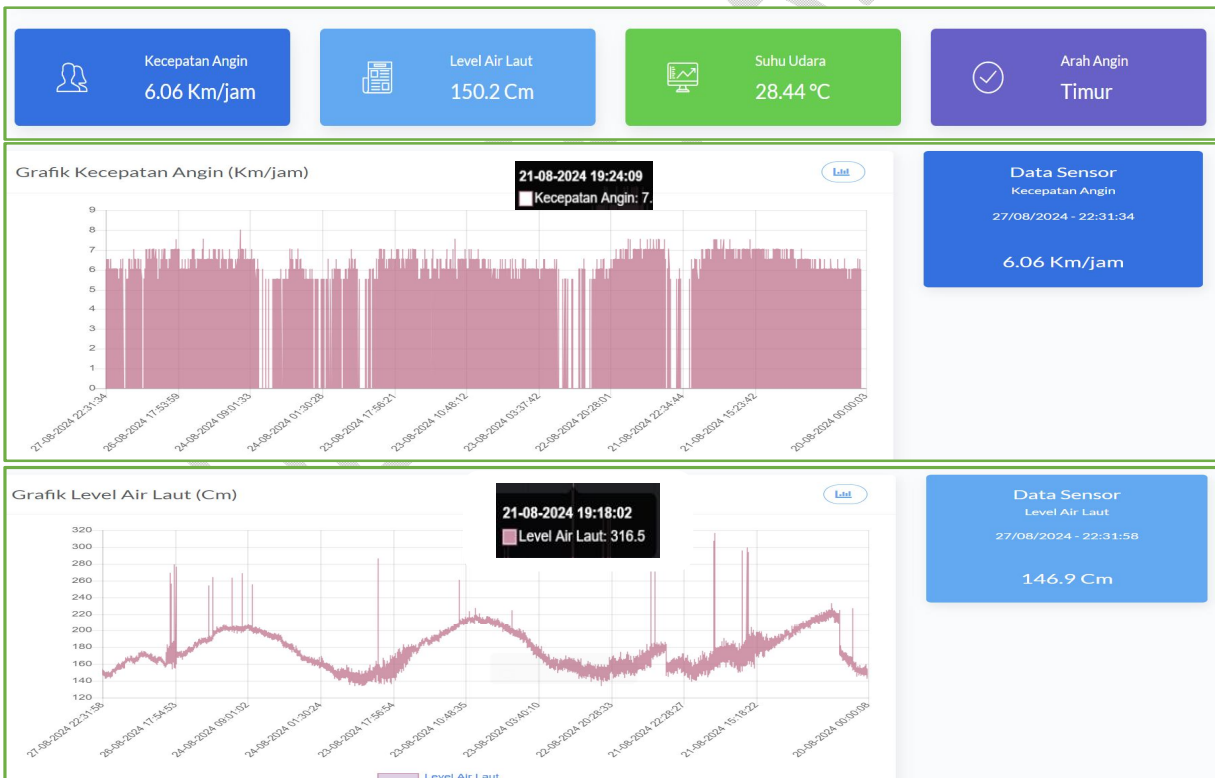 Kecepatan Angin
6.06 Km/jam
Level Air Laut
150.2 Cm
Suhu Udara
28.44 °C
Arah Angin
Timur
Grafik Kecepatan Angin (Km/jam)
21-08-2024 19:24:09
Kecepatan Angin: 7.
9
8
7
6
5
4
3
2
1
0
27-08-2024 22:31:34
26-08-2024 17:53:59
24-08-2024 09:01:33
24-08-2024 01:30:28
23-08-2024 17:56:21
23-08-2024 10:48:12
23-08-2024 03:37:42
22-08-2024 20:28:01
21-08-2024 22:34:44
21-08-2024 15:23:42
20-08-2024 00:00:03
Data Sensor
Kecepatan Angin
27/08/2024 - 22:31:34
6.06 Km/jam
Grafik Level Air Laut (Cm)
21-08-2024 19:18:02
Level Air Laut: 316.5
320
300
280
260
240
220
200
180
160
140
120
27-08-2024 22:31:58
26-08-2024 17:54:53
24-08-2024 09:01:02
24-08-2024 01:30:24
23-08-2024 17:56:54
23-08-2024 10:48:35
23-08-2024 03:40:10
22-08-2024 20:28:33
21-08-2024 22:28:27
21-08-2024 15:18:22
20-08-2024 00:00:08
Level Air Laut
Data Sensor
Level Air Laut
27/08/2024 - 22:31:58
146.9 Cm